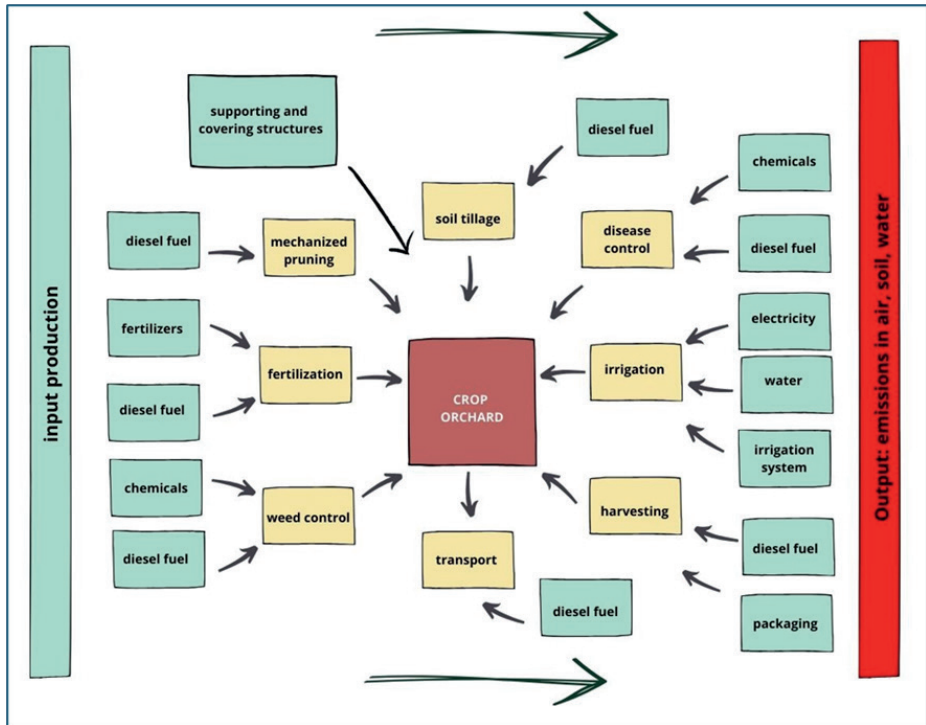 input production
supporting and
covering structures
diesel fuel
soil tillage
chemicals
disease
control
diesel fuel
diesel fuel
mechanized
pruning
fertilizers
fertilization
diesel fuel
electricity
irrigation
water
irrigation
system
CROP
ORCHARD
chemicals
weed control
diesel fuel
harvesting
diesel fuel
packaging
transport
diesel fuel
Output: emissions in air, soil, water